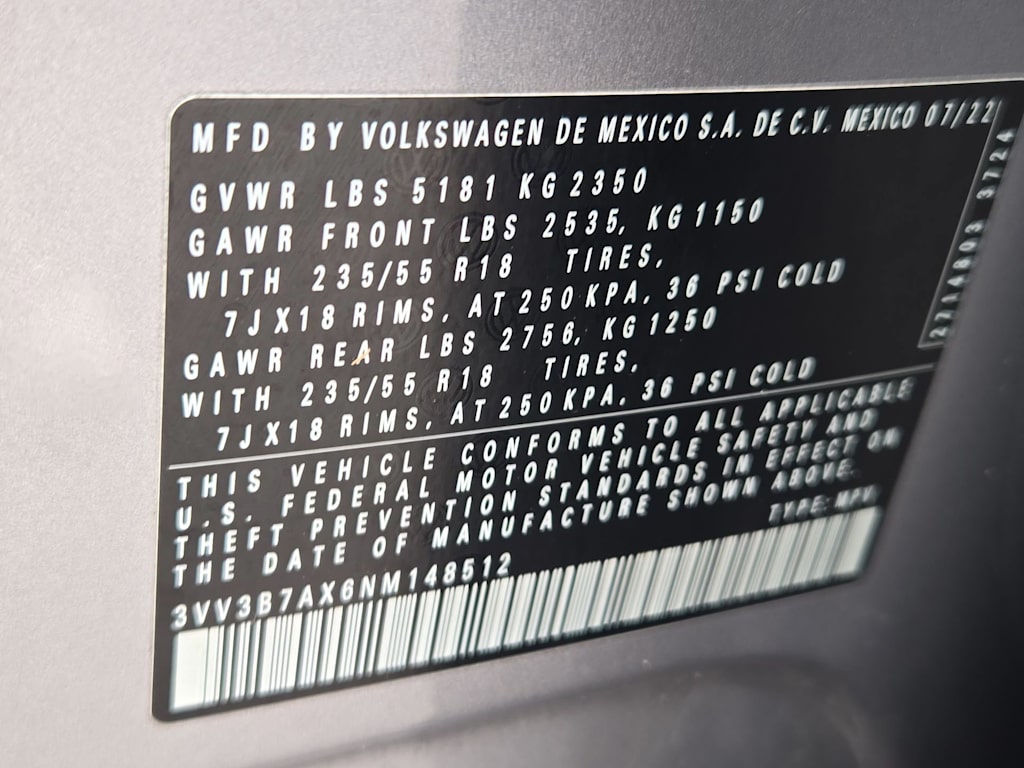 MFD BY VOLKSWAGEN DE MEXICO S.A. DE C.V. MEXICO 07/22
GVWR LBS 5181 KG 2350
GAWR FRONT LBS 2535, KG 1150
WITH 235/55 R18 TIRES,
7J X18 RIMS, AT 250 KPA, 36 PSI COLD
GAWR REAR LBS 2756, KG 1250
WITH 235/55 R18 TIRES,
7J X18 RIMS, AT 250 KPA, 36 PSI COLD
THIS VEHICLE CONFORMS TO ALL APPLICABLE
U.S. FEDERAL MOTOR VEHICLE SAFETY AND
THEFT PREVENTION STANDARDS IN EFFECT ON
THE DATE OF MANUFACTURE SHOWN ABOVE.
TYPE: MPV
3VV3B7AX6NM148512